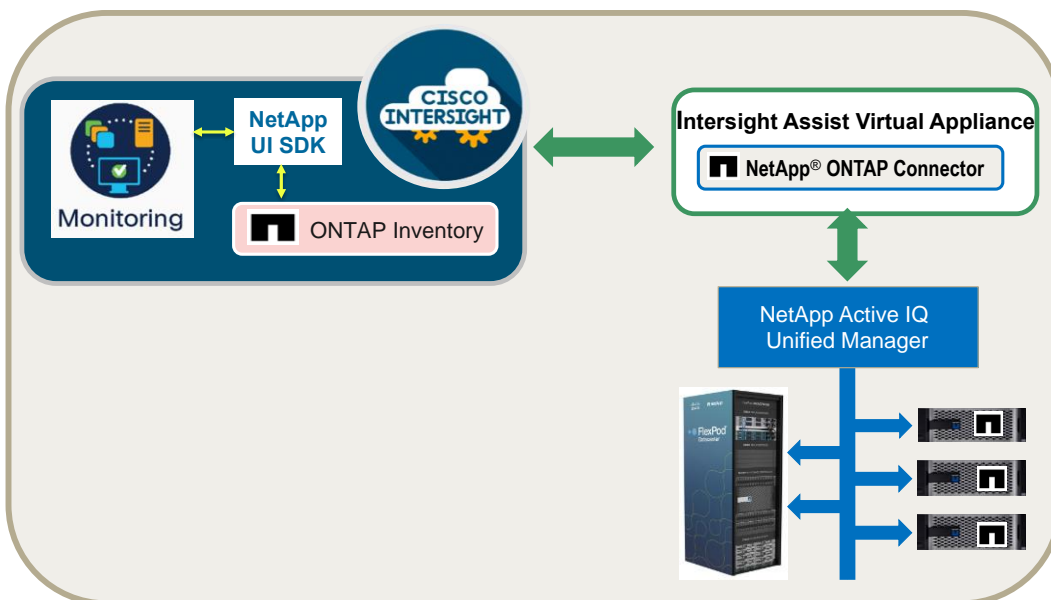 CISCO
INTERSIGHT
NetApp
UI SDK
Monitoring
ONTAP Inventory
Intersight Assist Virtual Appliance
NetApp® ONTAP Connector
NetApp Active IQ
Unified Manager
FlexPod
Datacenter